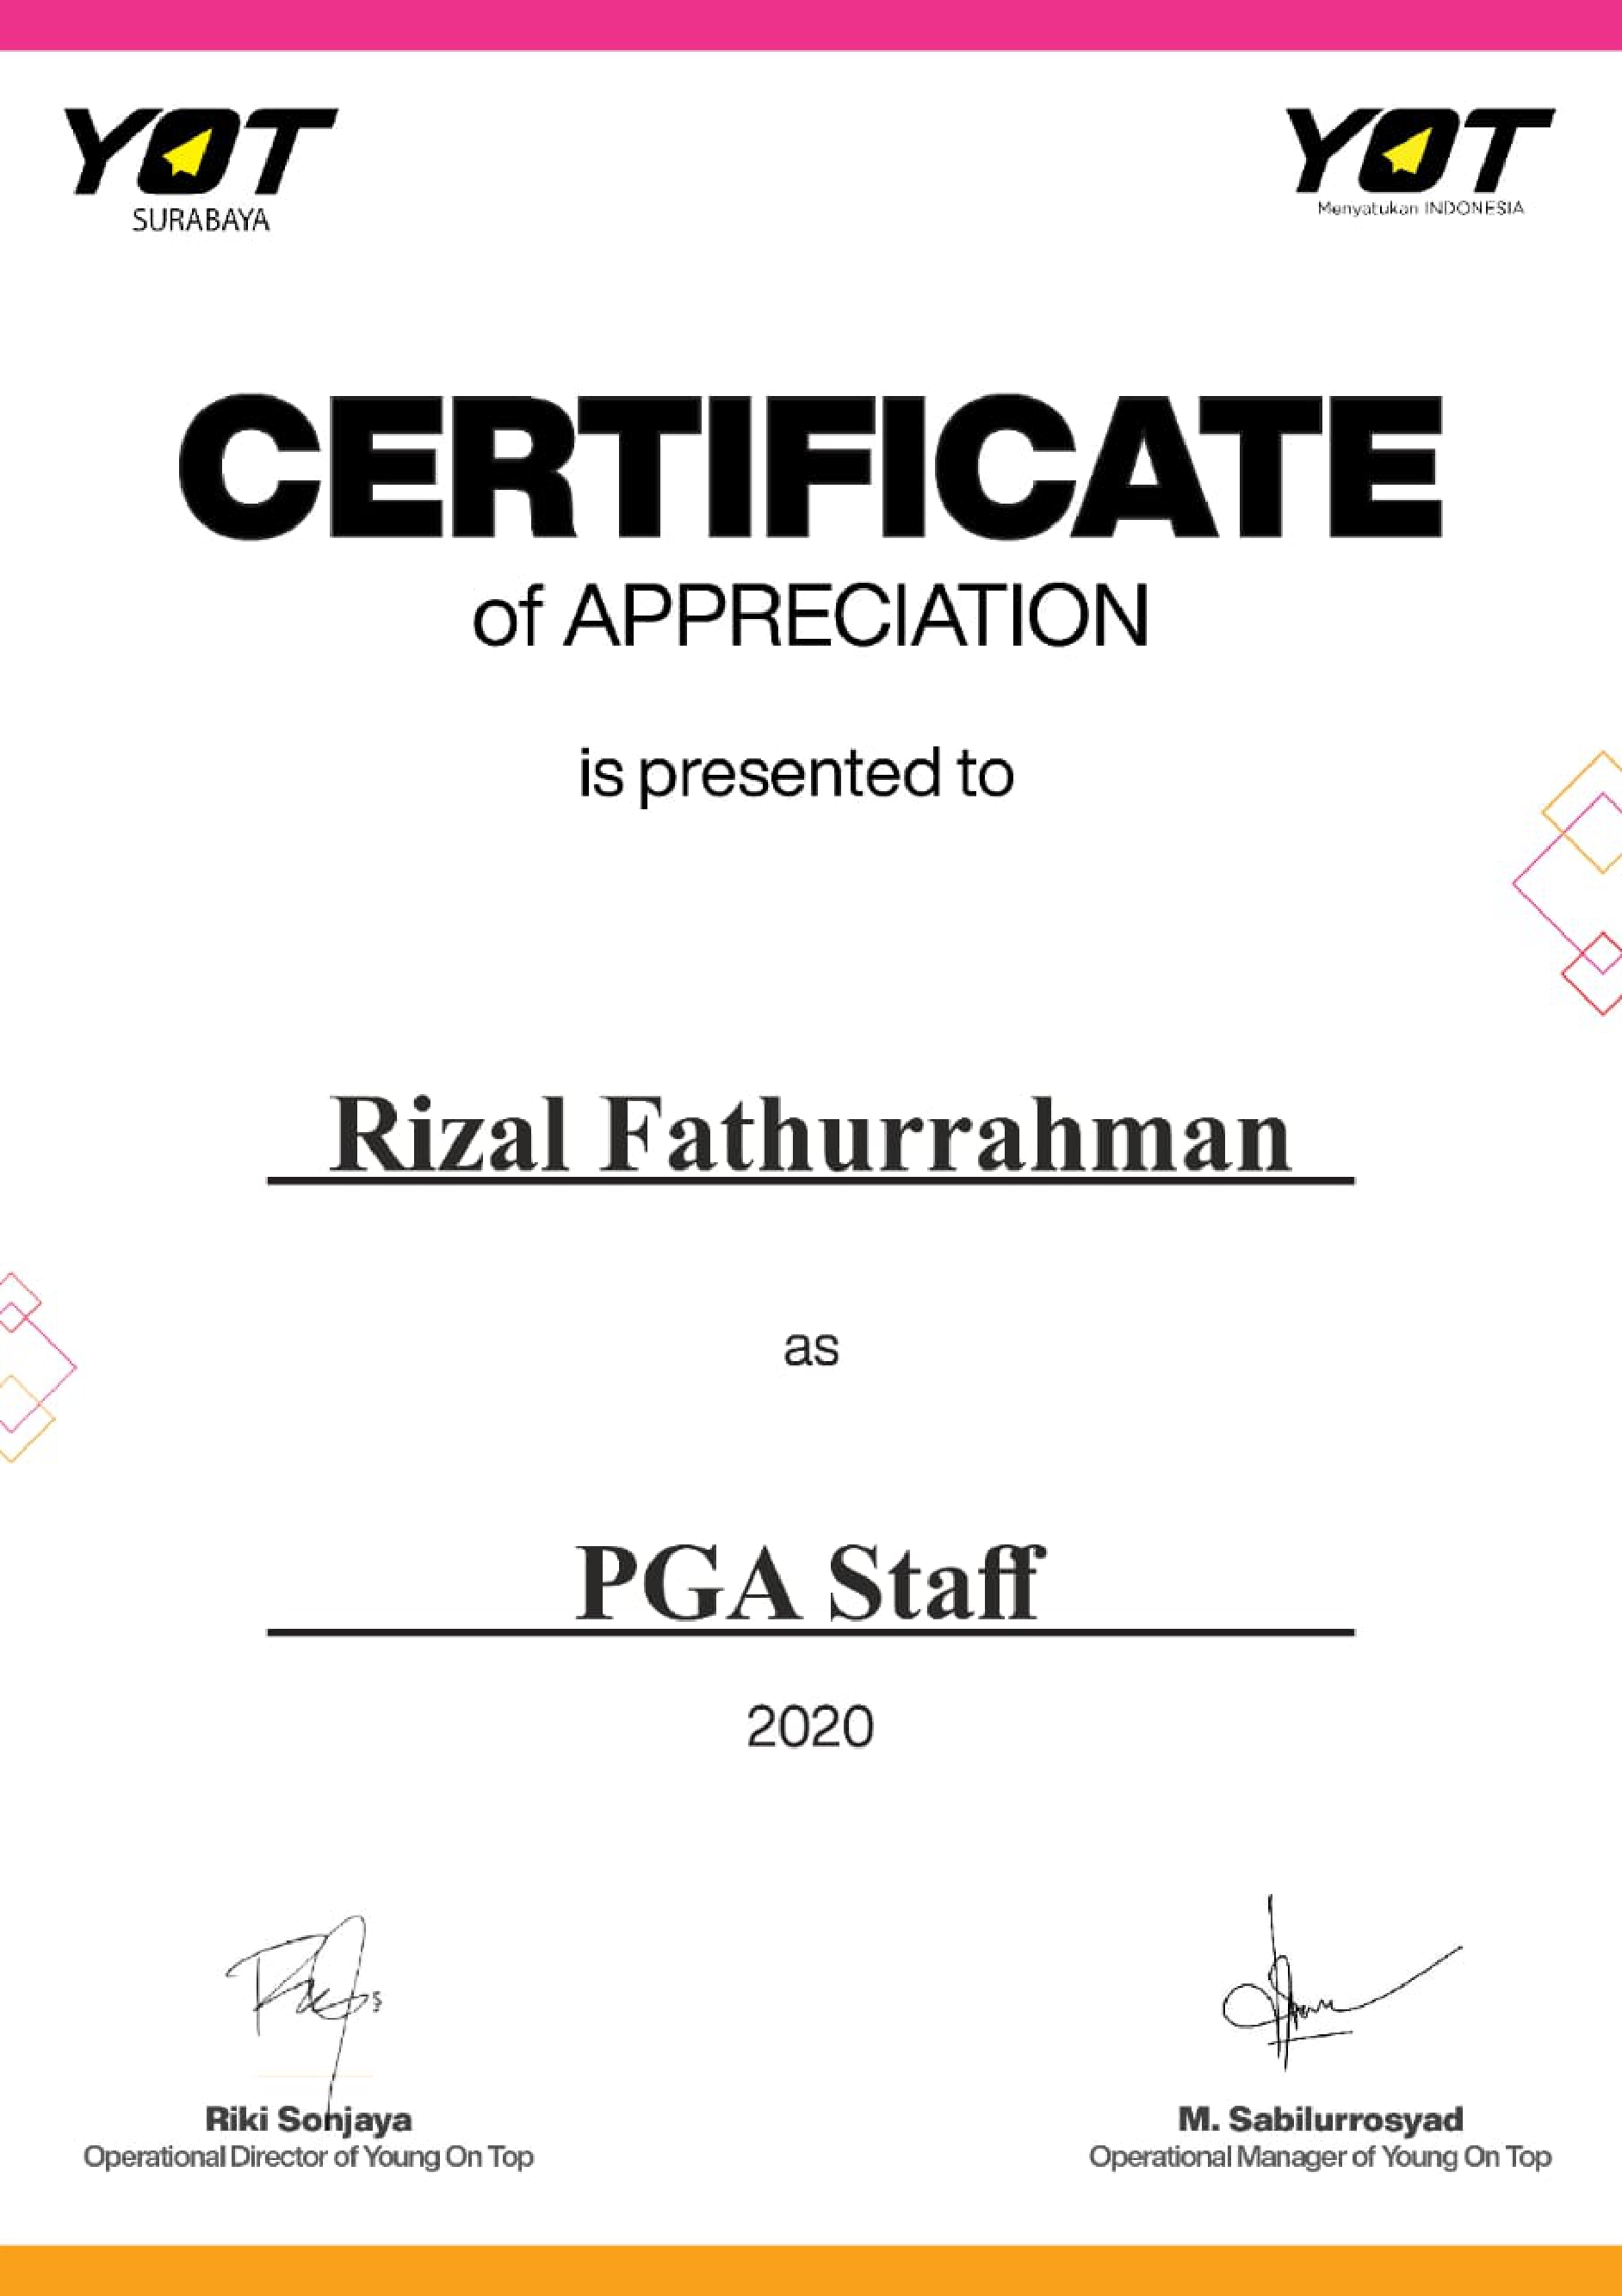 YOT
SURABAYA
YOT
Menyatukan INDONESIA
CERTIFICATE
of APPRECIATION
is presented to
Rizal Fathurrahman
as
PGA Staff
2020
Riki Sonjaya
Operational Director of Young On Top
M. Sabilurrosyad
Operational Manager of Young On Top